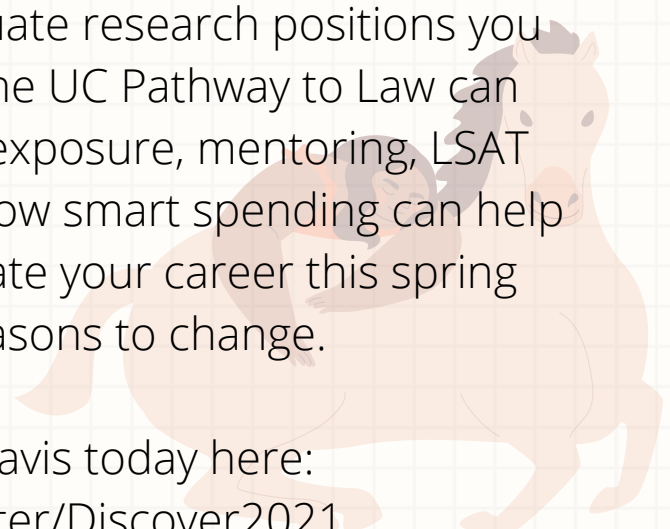 uate research positions you
he UC Pathway to Law can
exposure, mentoring, LSAT
ow smart spending can help
ate your career this spring
asons to change.
avis today here:
ter/Discover2021